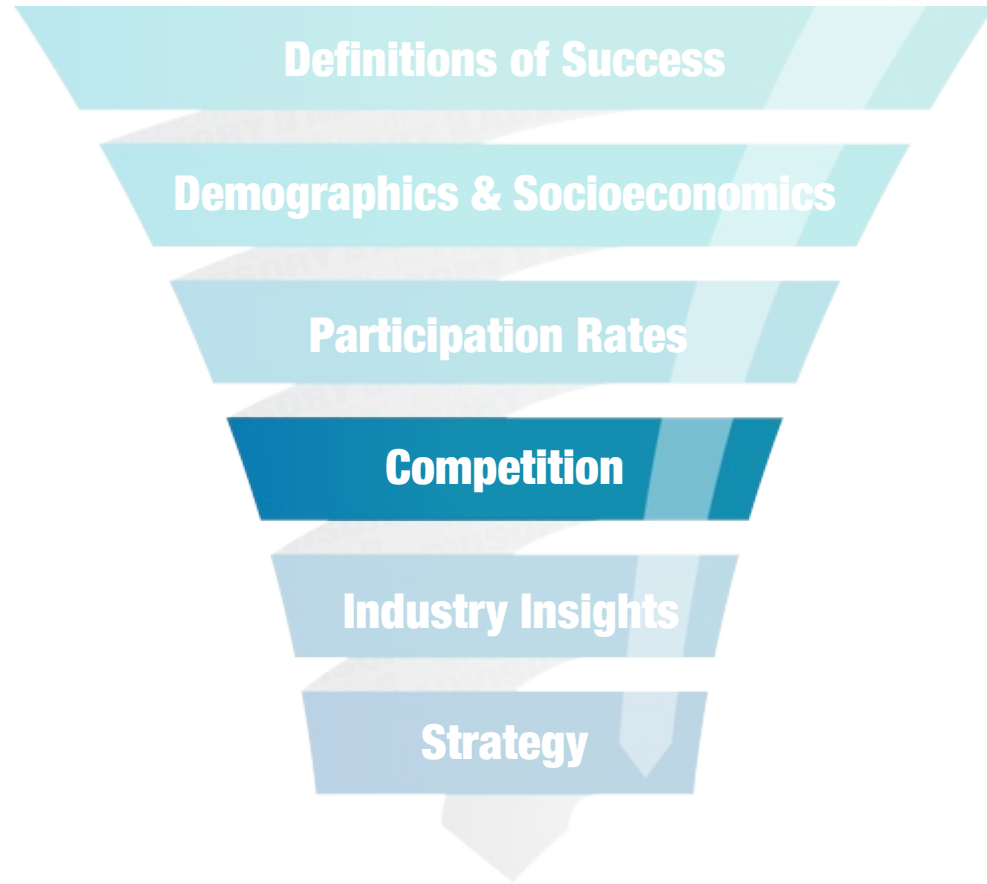 Definitions of Success
Demographics & Socioeconomics
Participation Rates
Competition
Industry Insights
Strategy